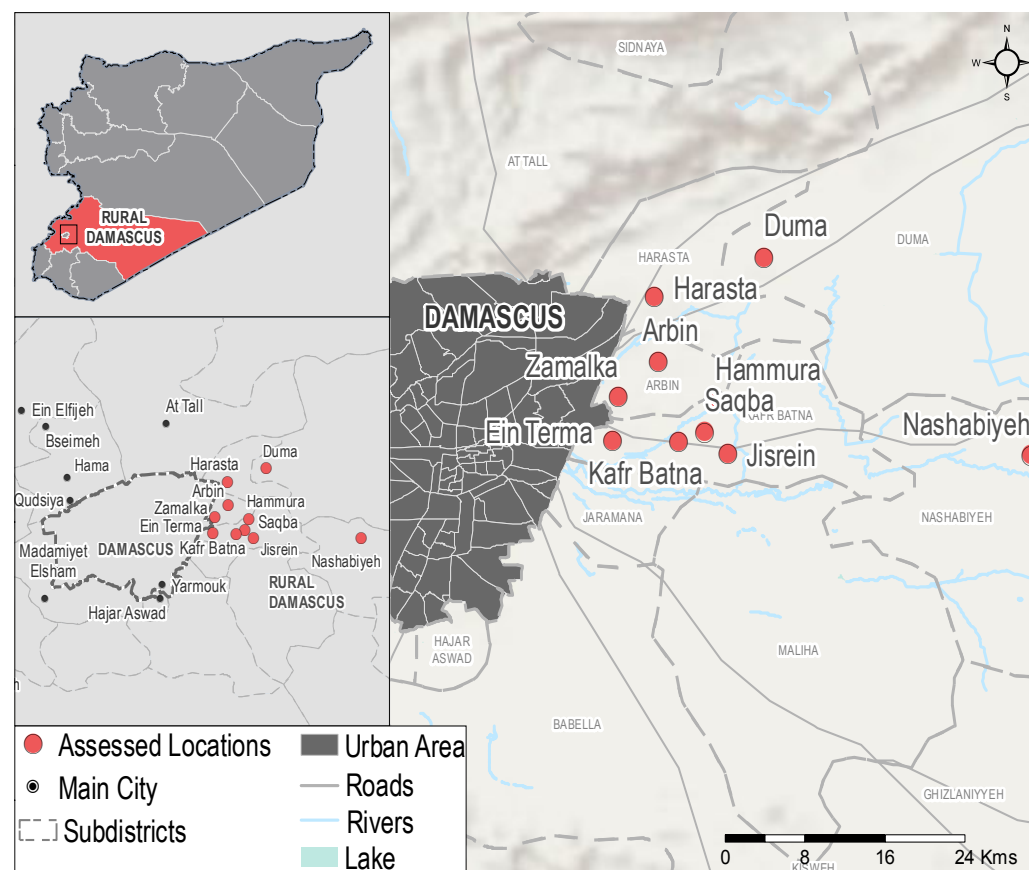 RURAL
DAMASCUS
Ein Elfijeh
At Tall
Bseimeh
Hama
Duma
Harasta
Qudsiya
Arbin
Hammura
Zamalka
Saqba
Ein Terma
Madamiyet
Elsham
DAMASCUS
Kafr Batna
Jisrein
Nashabiyeh
Yarmouk
RURAL
DAMASCUS
Hajar Aswad
Assessed Locations
Main City
Subdistricts
Urban Area
Roads
Rivers
Lake
SIDNAYA
N
W
E
S
AT TALL
Duma
HARASTA
DUMA
Harasta
DAMASCUS
Arbin
Zamalka
Hammura
ARBIN
Saqba
KAFR BATNA
Nashabiyeh
Ein Terma
Jisrein
Kafr Batna
JARAMANA
NASHABIYEH
HAJAR
ASWAD
MALIHA
BABELLA
GHIZLANIYYEH
0 8 16 24 Kms
KISWEH